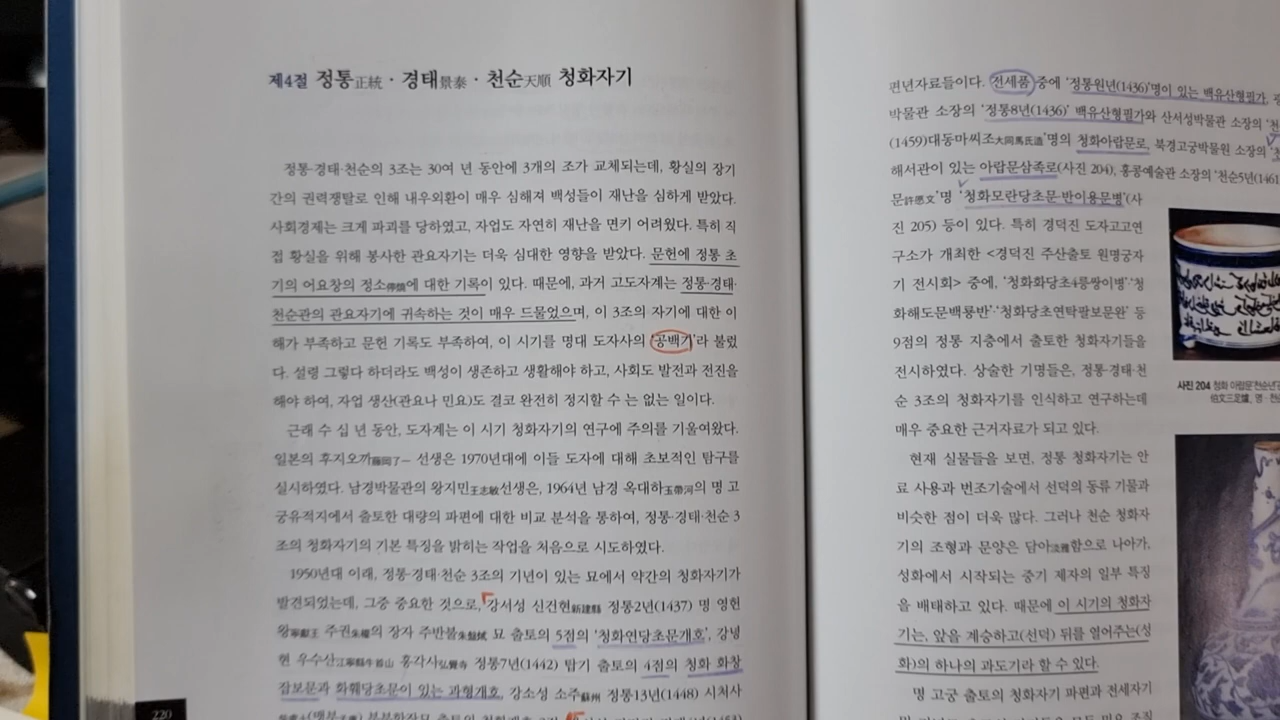 제4절 정통正統 · 경태景泰 · 천순天順 청화자기
정통·경태·천순의 3조는 30여 년 동안에 3개의 조가 교체되는데, 황실의 장기
간의 권력쟁탈로 인해 내우외환이 매우 심해져 백성들이 재난을 심하게 받았다.
사회경제는 크게 파괴를 당하였고, 자업도 자연히 재난을 면키 어려웠다. 특히 직
접 황실을 위해 봉사한 관요자기는 더욱 심대한 영향을 받았다. 문헌에 정통 초
기의 어요창의 정소停燒에 대한 기록이 있다. 때문에, 과거 고도자계는 정통·경태·
천순관의 관요자기에 귀속하는 것이 매우 드물었으며, 이 3조의 자기에 대한 이
해가 부족하고 문헌 기록도 부족하여, 이 시기를 명대 도자사의 '공백기'라 불렀
다. 설령 그렇다 하더라도 백성이 생존하고 생활해야 하고, 사회도 발전과 전진을
해야 하여, 자업 생산(관요나 민요)도 결코 완전히 정지할 수 는 없는 일이다.
근래 수 십 년 동안, 도자계는 이 시기 청화자기의 연구에 주의를 기울여왔다.
일본의 후지오까藤岡了一 선생은 1970년대에 이들 도자에 대해 초보적인 탐구를
실시하였다. 남경박물관의 왕지민王志敏선생은, 1964년 남경 옥대하玉帶河의 명 고
궁유적지에서 출토한 대량의 파편에 대한 비교 분석을 통하여, 정통·경태·천순 3
조의 청화자기의 기본 특징을 밝히는 작업을 처음으로 시도하였다.
1950년대 이래, 정통·경태·천순 3조의 기년이 있는 묘에서 약간의 청화자기가
발견되었는데, 그중 중요한 것으로, 강서성 신건현新建縣 정통2년(1437) 명 영헌
왕寧獻王 주권朱權의 장자 주반불 묘 출토의 5점의 '청화연당초문개호', 강녕
현 우수산江寧縣牛首山 홍각사弘覺寺 정통7년(1442) 탑기 출토의 4점의 청화 화창
잡보문과 화훼당초문이 있는 과형개호, 강소성 소주蘇州 정통13년(1448) 시처사
220
편년자료들이다. 전세품 중에 '정통원년(1436)'명이 있는 백유산형필가,
박물관 소장의 '정통8년(1436)' 백유산형필가와 산서성박물관 소장의
(1459)대동마씨조大同馬氏造'명의 청화아랍문로, 북경고궁박물원 소장의
해서관이 있는 아랍문삼족로(사진 204), 홍콩예술관 소장의 '천순5년(1461
문許愿文'명 '청화모란당초문 반이용문병'(사
진 205) 등이 있다. 특히 경덕진 도자고고연
구소가 개최한 <경덕진 주산출토 원명궁자
기 전시회> 중에, '청화화당초4릉쌍이병'·'청
화해도문백룡반'·'청화당초연탁팔보문완' 등
9점의 정통 지층에서 출토한 청화자기들을
전시하였다. 상술한 기명들은, 정통·경태·천
순 3조의 청화자기를 인식하고 연구하는데
매우 중요한 근거자료가 되고 있다.
현재 실물들을 보면, 정통 청화자기는 안
료 사용과 번조기술에서 선덕의 동류 기물과
비슷한 점이 더욱 많다. 그러나 천순 청화자
기의 조형과 문양은 담아淡雅함으로 나아가,
성화에서 시작되는 중기 제자의 일부 특징
을 배태하고 있다. 때문에 이 시기의 청화자
기는, 앞을 계승하고(선덕) 뒤를 열어주는(성
화)의 하나의 과도기라 할 수 있다.
명 고궁 출토의 청화자기 파편과 전세자기
사진 204 청화 아랍문
伯文三足爐, 明·